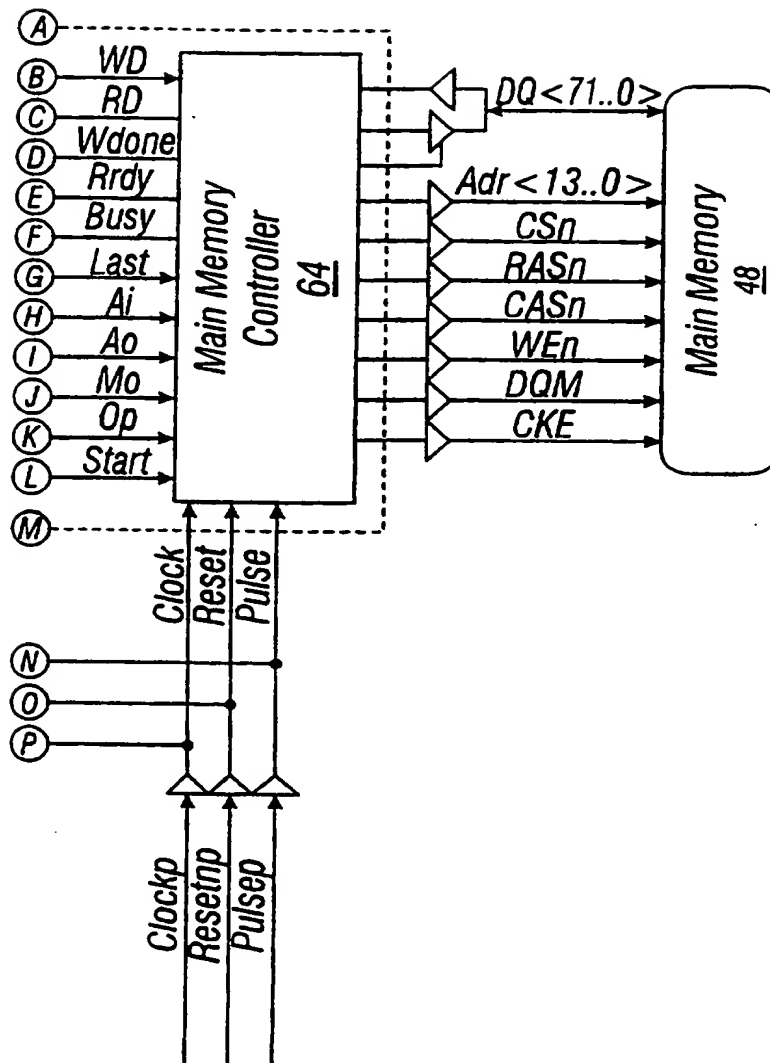 A
B WD
C RD
D Wdone
E Rrdy
F Busy
G Last
H Ai
I Ao
J Mo
K Op
L Start
M
Main Memory
Controller
64
DQ<71..0>
Adr<13..0>
CSn
RASn
CASn
WEn
DQM
CKE
Main Memory
48
Clock
Reset
Pulse
N
O
P
Clockp
Resetnp
Pulsep